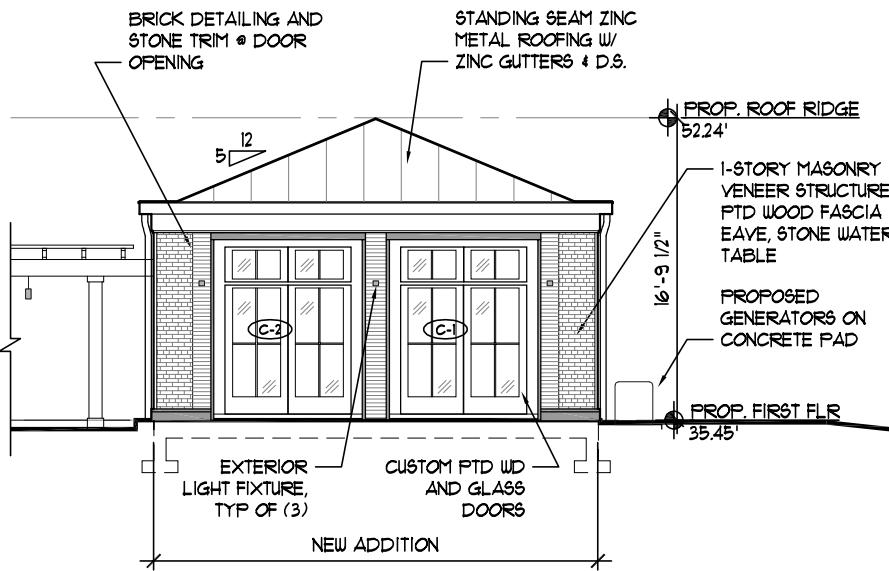 BRICK DETAILING AND
STONE TRIM @ DOOR
OPENING
STANDING SEAM ZINC
METAL ROOFING W/
ZINC GUTTERS & D.S.
PROP. ROOF RIDGE
52.24'
12
5
1-STORY MASONRY
VENEER STRUCTURE
PTD WOOD FASCIA
EAVE, STONE WATER
TABLE
16'-9 1/2"
PROPOSED
GENERATORS ON
CONCRETE PAD
C-2
C-1
PROP. FIRST FLR
35.45'
EXTERIOR
LIGHT FIXTURE,
TYP OF (3)
CUSTOM PTD WD
AND GLASS
DOORS
NEW ADDITION